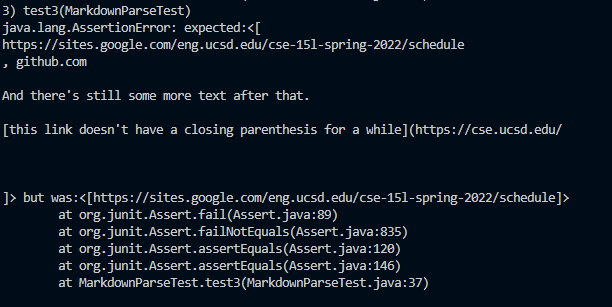 3) test3(MarkdownParseTest)
java.lang.AssertionError: expected:<[
https://sites.google.com/eng.ucsd.edu/cse-15l-spring-2022/schedule
, github.com
And there's still some more text after that.
[this link doesn't have a closing parenthesis for a while](https://cse.ucsd.edu/
]> but was:<[https://sites.google.com/eng.ucsd.edu/cse-15l-spring-2022/schedule]>
at org.junit.Assert.fail(Assert.java:89)
at org.junit.Assert.failNotEquals(Assert.java:835)
at org.junit.Assert.assertEquals(Assert.java:120)
at org.junit.Assert.assertEquals(Assert.java:146)
at MarkdownParseTest.test3(MarkdownParseTest.java:37)